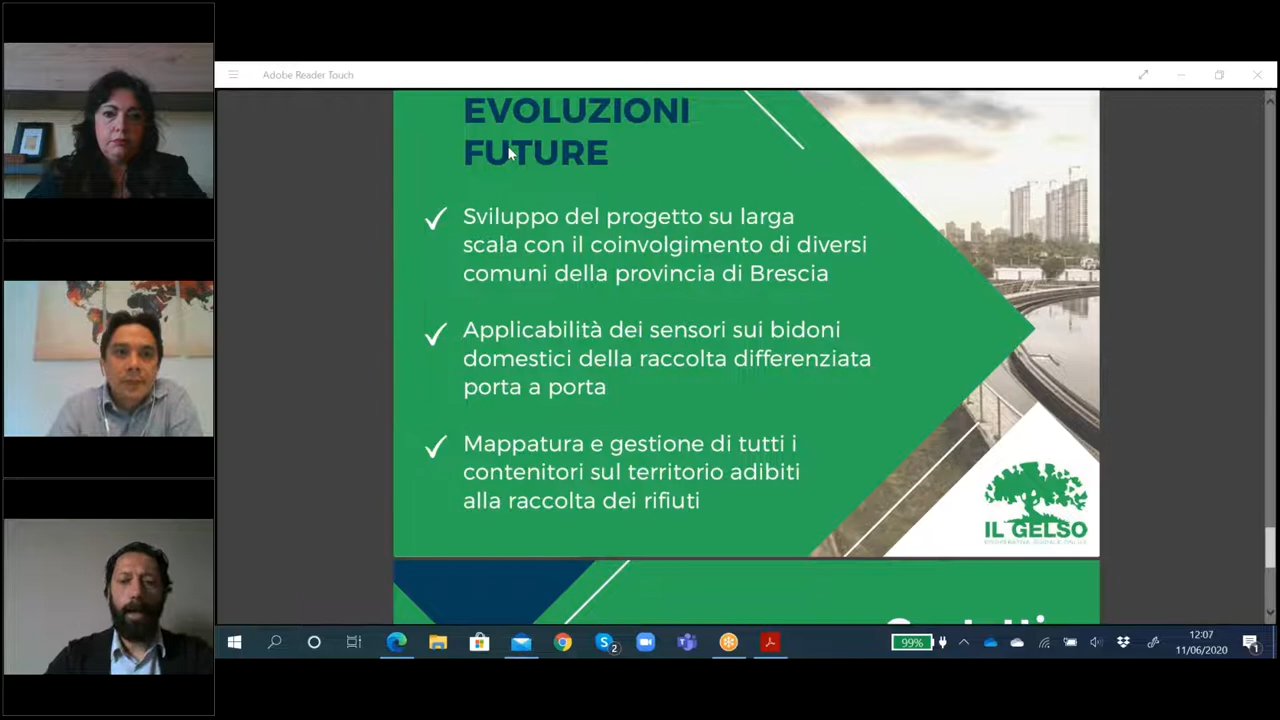 Adobe Reader Touch
EVOLUZIONI
FUTURE
Sviluppo del progetto su larga
scala con il coinvolgimento di diversi
comuni della provincia di Brescia
Applicabilità dei sensori sui bidoni
domestici della raccolta differenziata
porta a porta
Mappatura e gestione di tutti i
contenitori sul territorio adibiti
alla raccolta dei rifiuti
IL GELSO
2
99%
12:07
11/06/2020
1